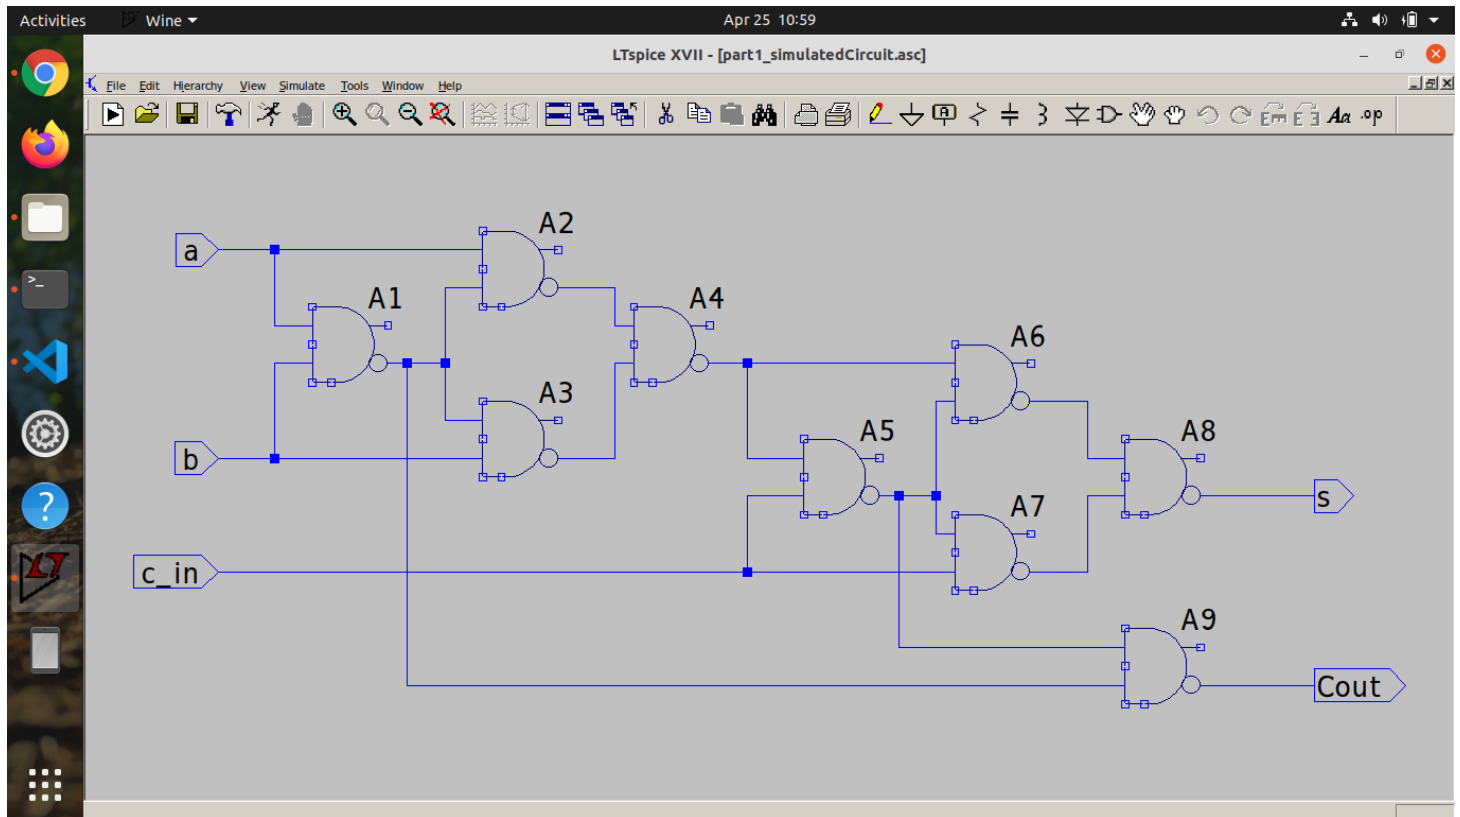 Activities Wine Apr 25 10:59
LTspice XVII - [part1_simulatedCircuit.asc]
File Edit Hierarchy View Simulate Tools Window Help
Aa .op
A2
a
A1
A4
A6
A3
A5
A8
b
s
A7
c_in
A9
Cout